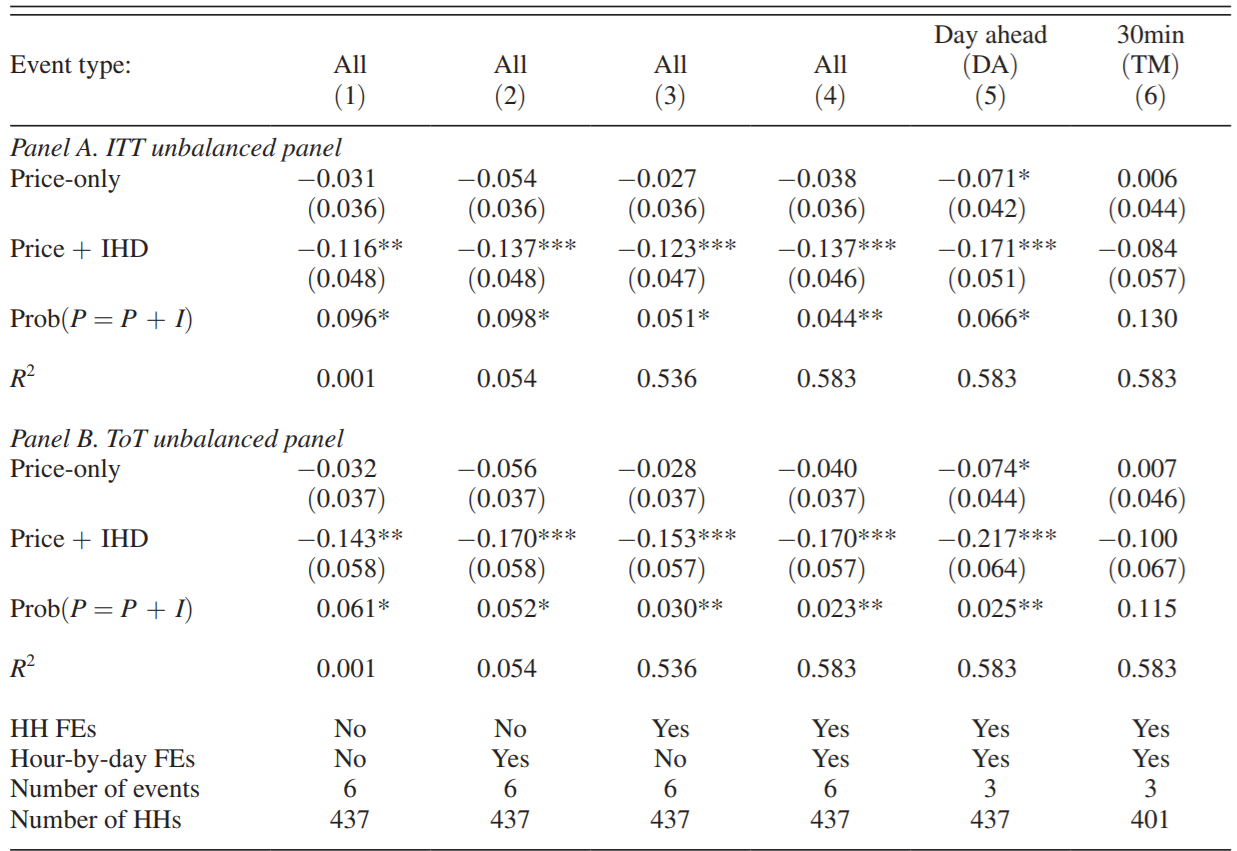 Event type: All All All All Day ahead (DA) 30min (TM)
(1) (2) (3) (4) (5) (6)
Panel A. ITT unbalanced panel
Price-only −0.031 −0.054 −0.027 −0.038 −0.071* 0.006
(0.036) (0.036) (0.036) (0.036) (0.042) (0.044)
Price + IHD −0.116** −0.137*** −0.123*** −0.137*** −0.171*** −0.084
(0.048) (0.048) (0.047) (0.046) (0.051) (0.057)
Prob(P = P + I) 0.096* 0.098* 0.051* 0.044** 0.066* 0.130
R² 0.001 0.054 0.536 0.583 0.583 0.583
Panel B. ToT unbalanced panel
Price-only −0.032 −0.056 −0.028 −0.040 −0.074* 0.007
(0.037) (0.037) (0.037) (0.037) (0.044) (0.046)
Price + IHD −0.143** −0.170*** −0.153*** −0.170*** −0.217*** −0.100
(0.058) (0.058) (0.057) (0.057) (0.064) (0.067)
Prob(P = P + I) 0.061* 0.052* 0.030** 0.023** 0.025** 0.115
R² 0.001 0.054 0.536 0.583 0.583 0.583
HH FEs No No Yes Yes Yes Yes
Hour-by-day FEs No Yes No Yes Yes Yes
Number of events 6 6 6 6 3 3
Number of HHs 437 437 437 437 437 401